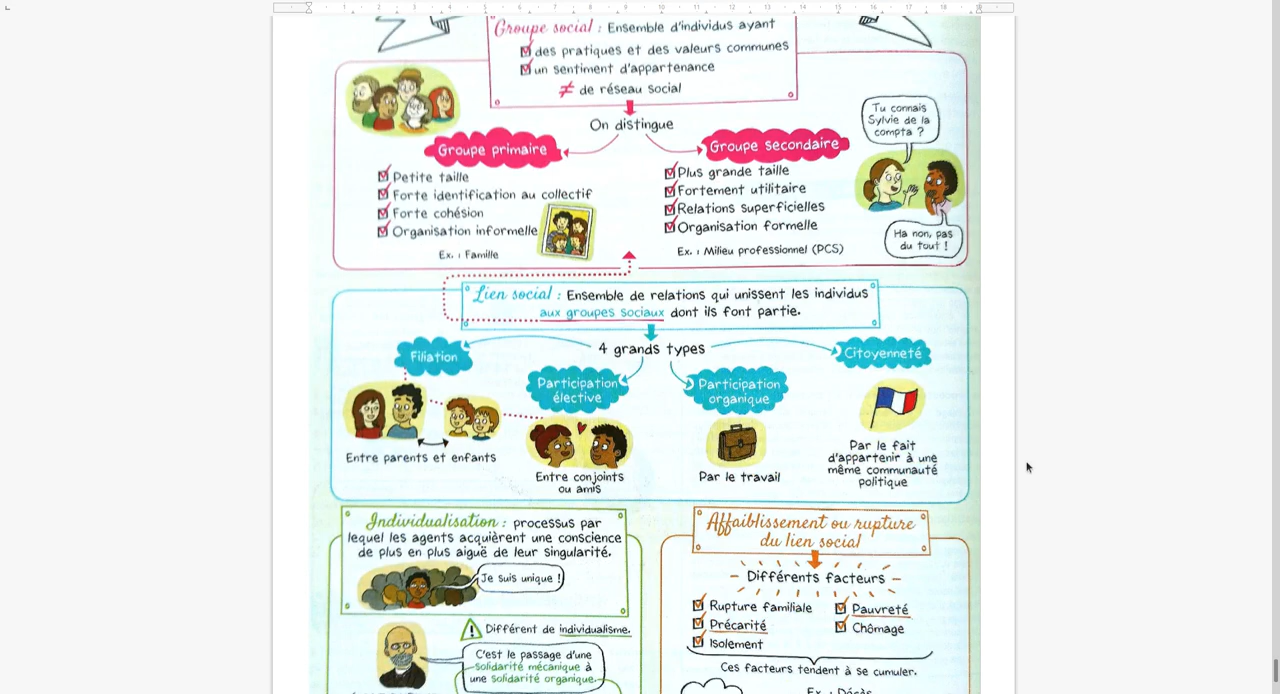 Groupe social : Ensemble d'individus ayant
des pratiques et des valeurs communes
un sentiment d'appartenance
≠ de réseau social
On distingue
Groupe primaire
Petite taille
Forte identification au collectif
Forte cohésion
Organisation informelle
Ex. : Famille
Groupe secondaire
Plus grande taille
Fortement utilitaire
Relations superficielles
Organisation formelle
Ex. : Milieu professionnel (PCS)
Tu connais
Sylvie de la
compta ?
Ha non, pas
du tout !
Lien social : Ensemble de relations qui unissent les individus
aux groupes sociaux dont ils font partie.
4 grands types
Filiation
Entre parents et enfants
Participation
élective
Entre conjoints
ou amis
Participation
organique
Par le travail
Citoyenneté
Par le fait
d'appartenir à une
même communauté
politique
Individualisation : processus par
lequel les agents acquièrent une conscience
de plus en plus aiguë de leur singularité.
Je suis unique !
Différent de individualisme.
C'est le passage d'une
solidarité mécanique à
une solidarité organique.
Affaiblissement ou rupture
du lien social
- Différents facteurs -
Rupture familiale
Précarité
Isolement
Pauvreté
Chômage
Ces facteurs tendent à se cumuler.
Ex. : Décès